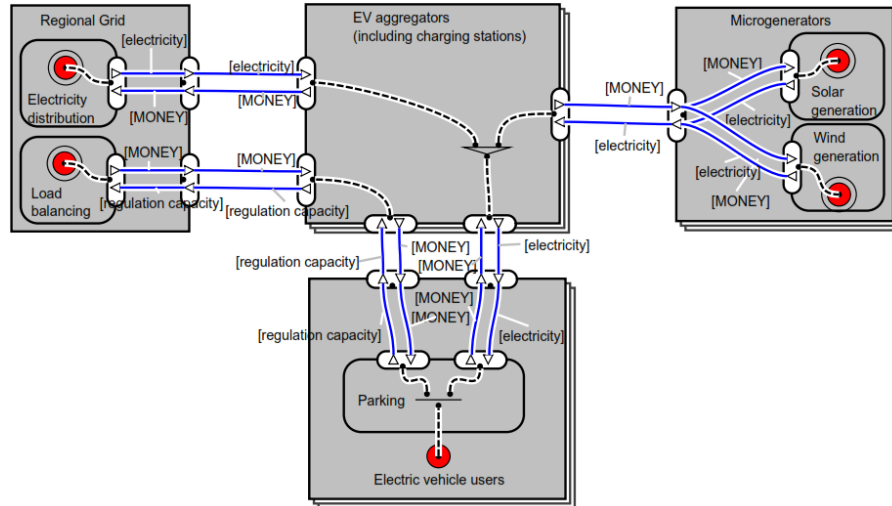 Regional Grid
[electricity]
Electricity
distribution
[MONEY]
[electricity]
[MONEY]
Load
balancing
[MONEY]
[regulation capacity]
[MONEY]
[regulation capacity]
EV aggregators
(including charging stations)
Microgenerators
[MONEY]
[electricity]
[MONEY]
[electricity]
Solar
generation
Wind
generation
[electricity]
[MONEY]
[MONEY]
[electricity]
[regulation capacity]
[MONEY]
[MONEY]
[MONEY]
[regulation capacity]
[electricity]
Parking
Electric vehicle users